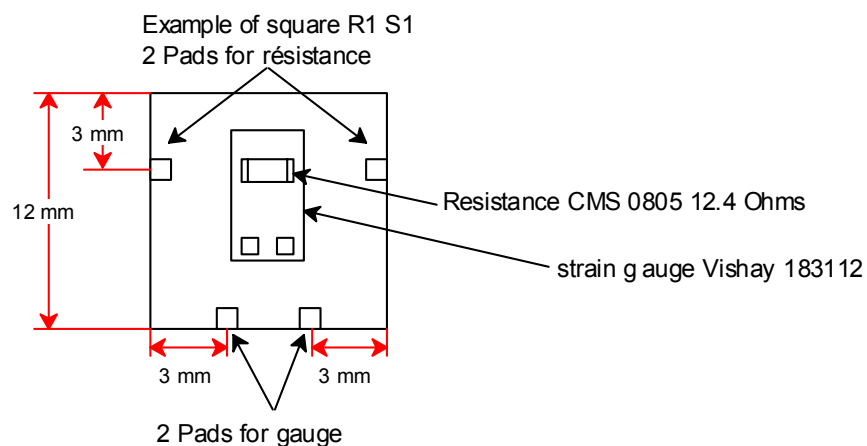 Example of square R1 S1
2 Pads for résistance
3 mm
12 mm
Resistance CMS 0805 12.4 Ohms
strain gauge Vishay 183112
3 mm
3 mm
2 Pads for gauge